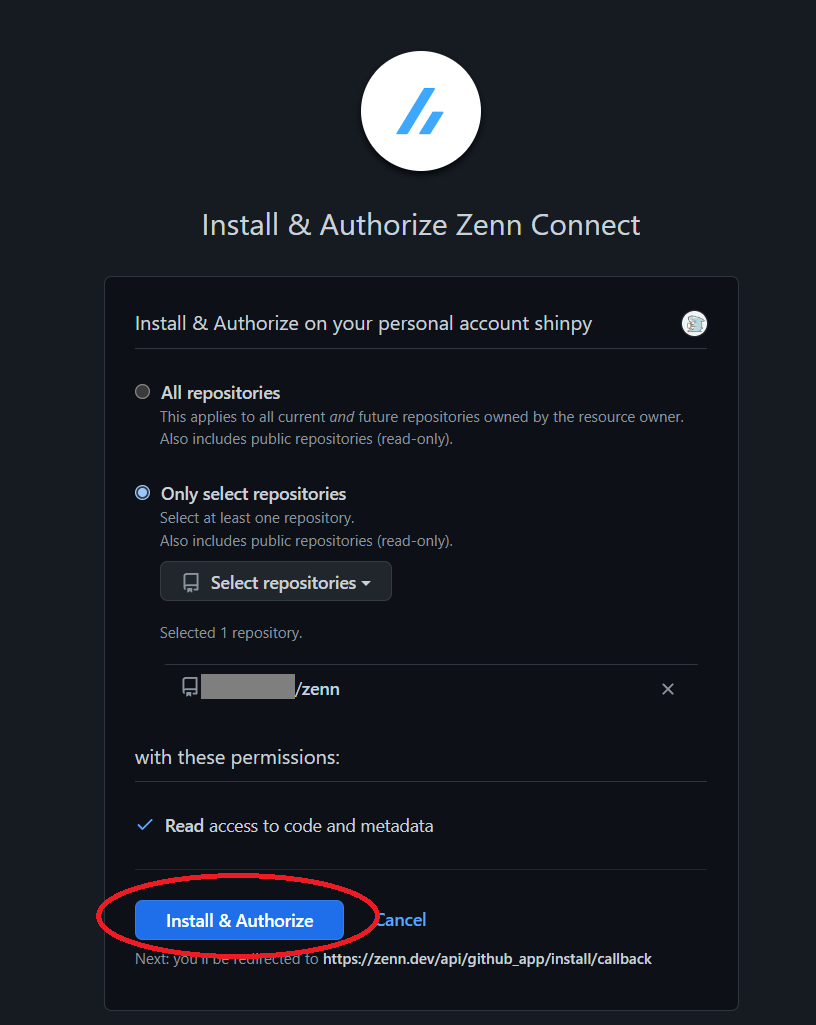 Install & Authorize Zenn Connect
Install & Authorize on your personal account shinpy
All repositories
This applies to all current and future repositories owned by the resource owner.
Also includes public repositories (read-only).
Only select repositories
Select at least one repository.
Also includes public repositories (read-only).
Select repositories
Selected 1 repository.
/zenn
with these permissions:
Read access to code and metadata
Install & Authorize Cancel
Next: you'll be redirected to https://zenn.dev/api/github_app/install/callback